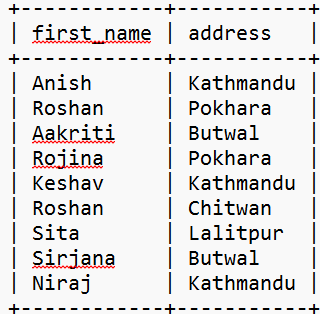 +------------+-----------+
| first_name | address   |
+------------+-----------+
| Anish      | Kathmandu |
| Roshan     | Pokhara   |
| Aakriti    | Butwal    |
| Rojina     | Pokhara   |
| Keshav     | Kathmandu |
| Roshan     | Chitwan   |
| Sita       | Lalitpur  |
| Sirjana    | Butwal    |
| Niraj      | Kathmandu |
+------------+-----------+